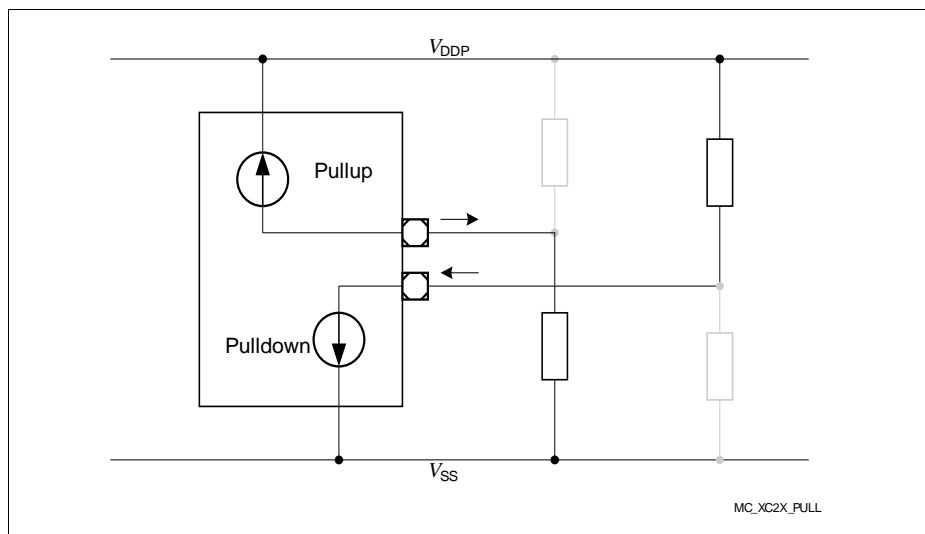 VDDP
Pullup
Pulldown
VSS
MC_XC2X_PULL